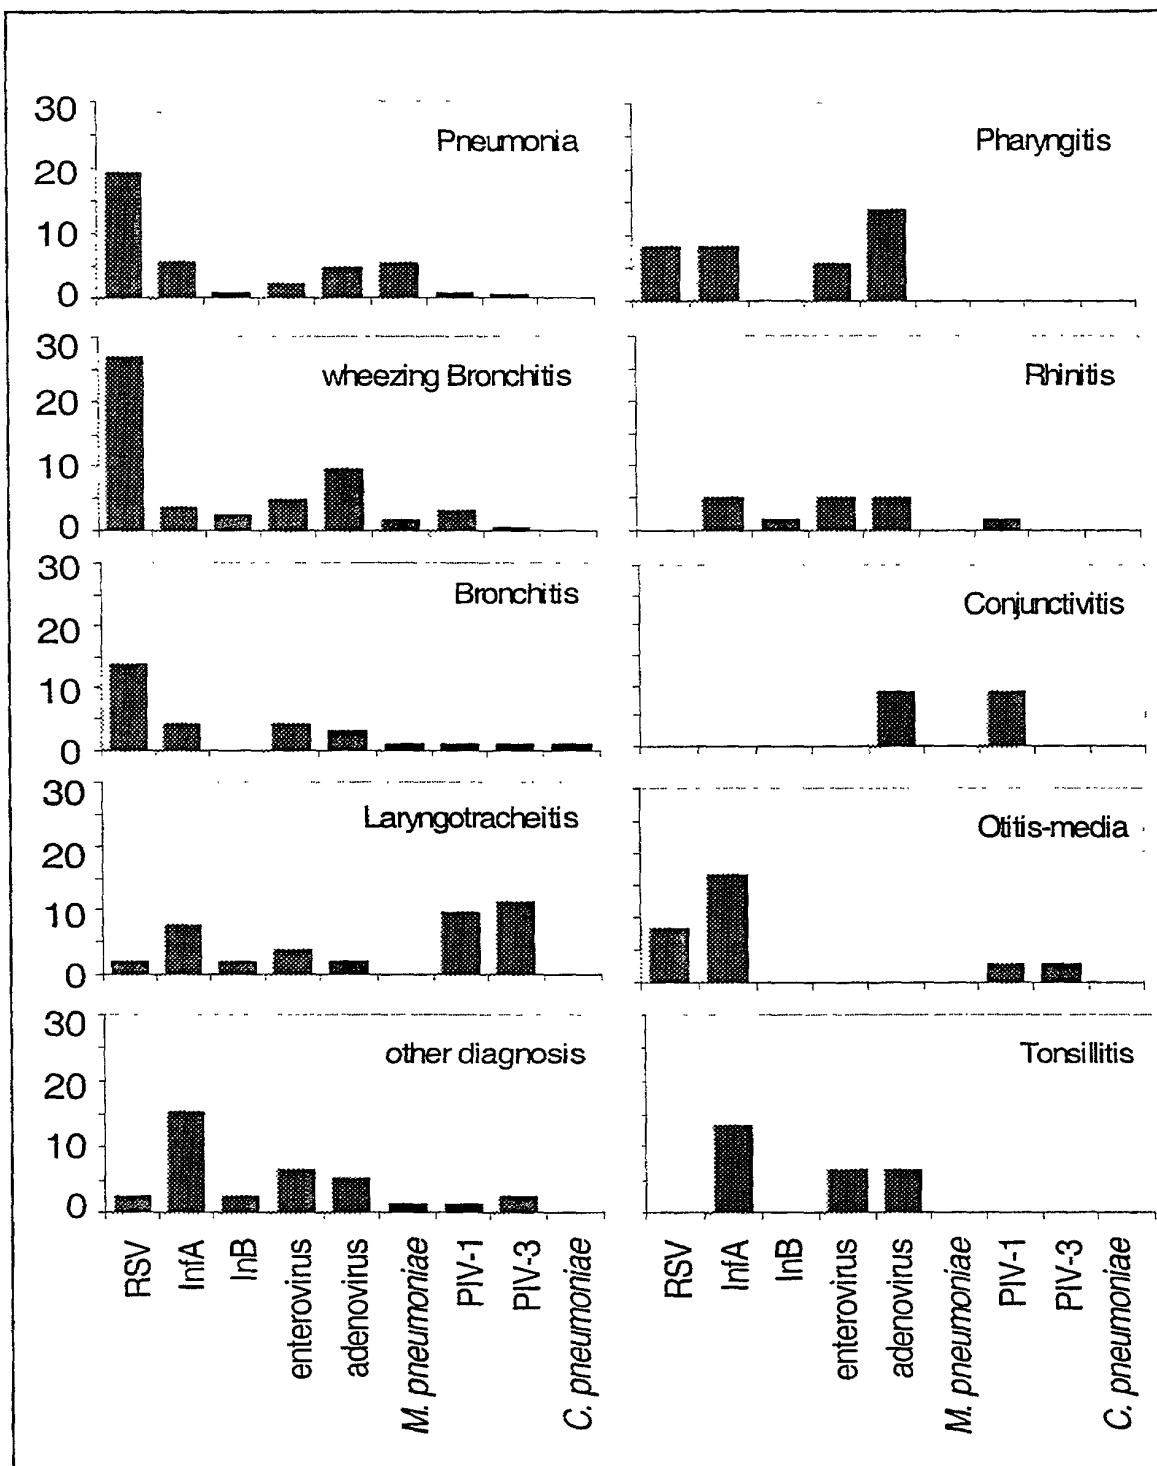 30
20
10
0
Pneumonia
Pharyngitis
30
20
10
0
wheezing Bronchitis
Rhinitis
30
20
10
0
Bronchitis
Conjunctivitis
30
20
10
0
Laryngotracheitis
Otitis-media
30
20
10
0
other diagnosis
Tonsillitis
RSV
InfA
InB
enterovirus
adenovirus
M. pneumoniae
PIV-1
PIV-3
C. pneumoniae
RSV
InfA
InB
enterovirus
adenovirus
M. pneumoniae
PIV-1
PIV-3
C. pneumoniae